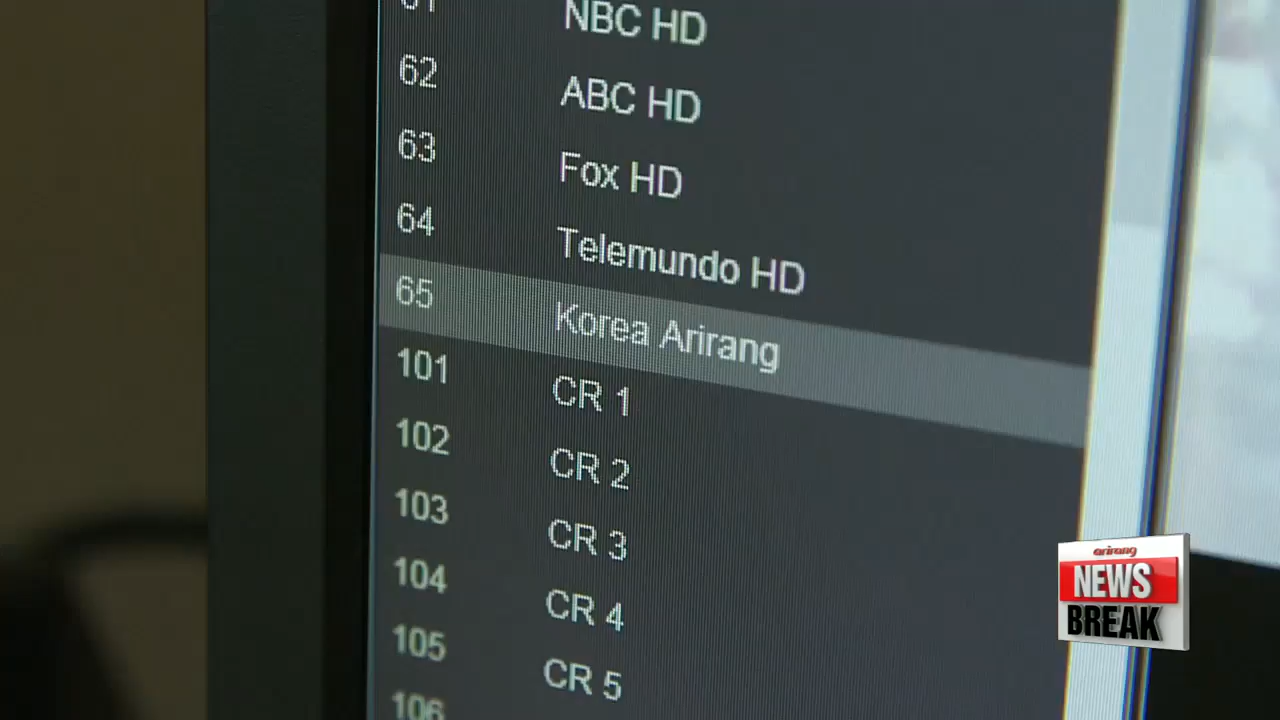 61 NBC HD
62 ABC HD
63 Fox HD
64 Telemundo HD
65 Korea Arirang
101 CR 1
102 CR 2
103 CR 3
104 CR 4
105 CR 5
106
arirang
NEWS
BREAK